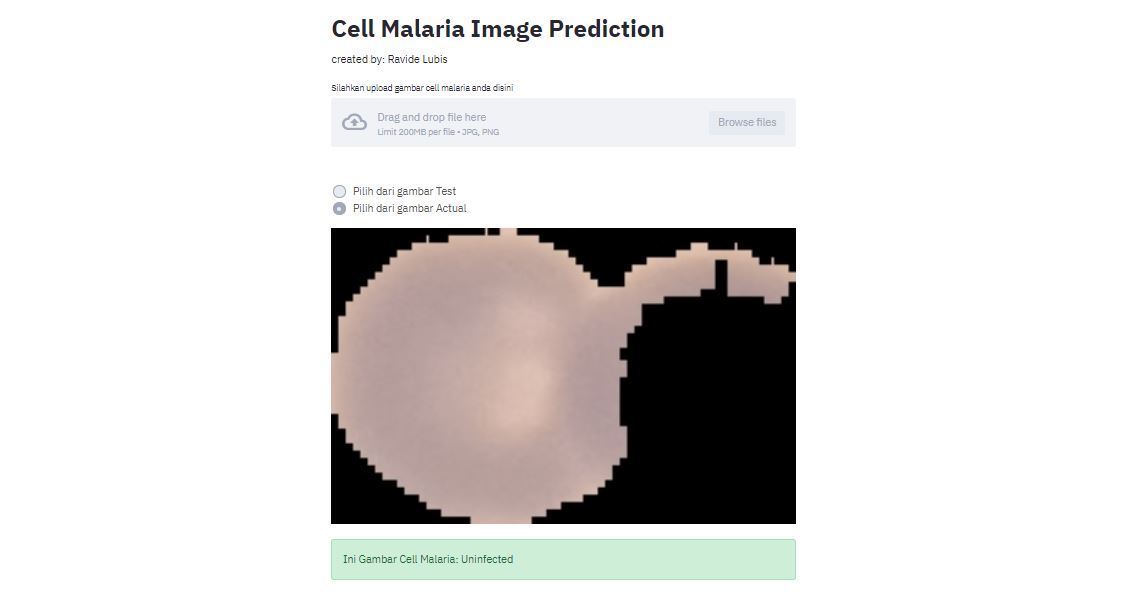 Cell Malaria Image Prediction
created by: Ravide Lubis
Silahkan upload gambar cell malaria anda disini
Drag and drop file here
Limit 200MB per file • JPG, PNG
Browse files
Pilih dari gambar Test
Pilih dari gambar Actual
Ini Gambar Cell Malaria: Uninfected